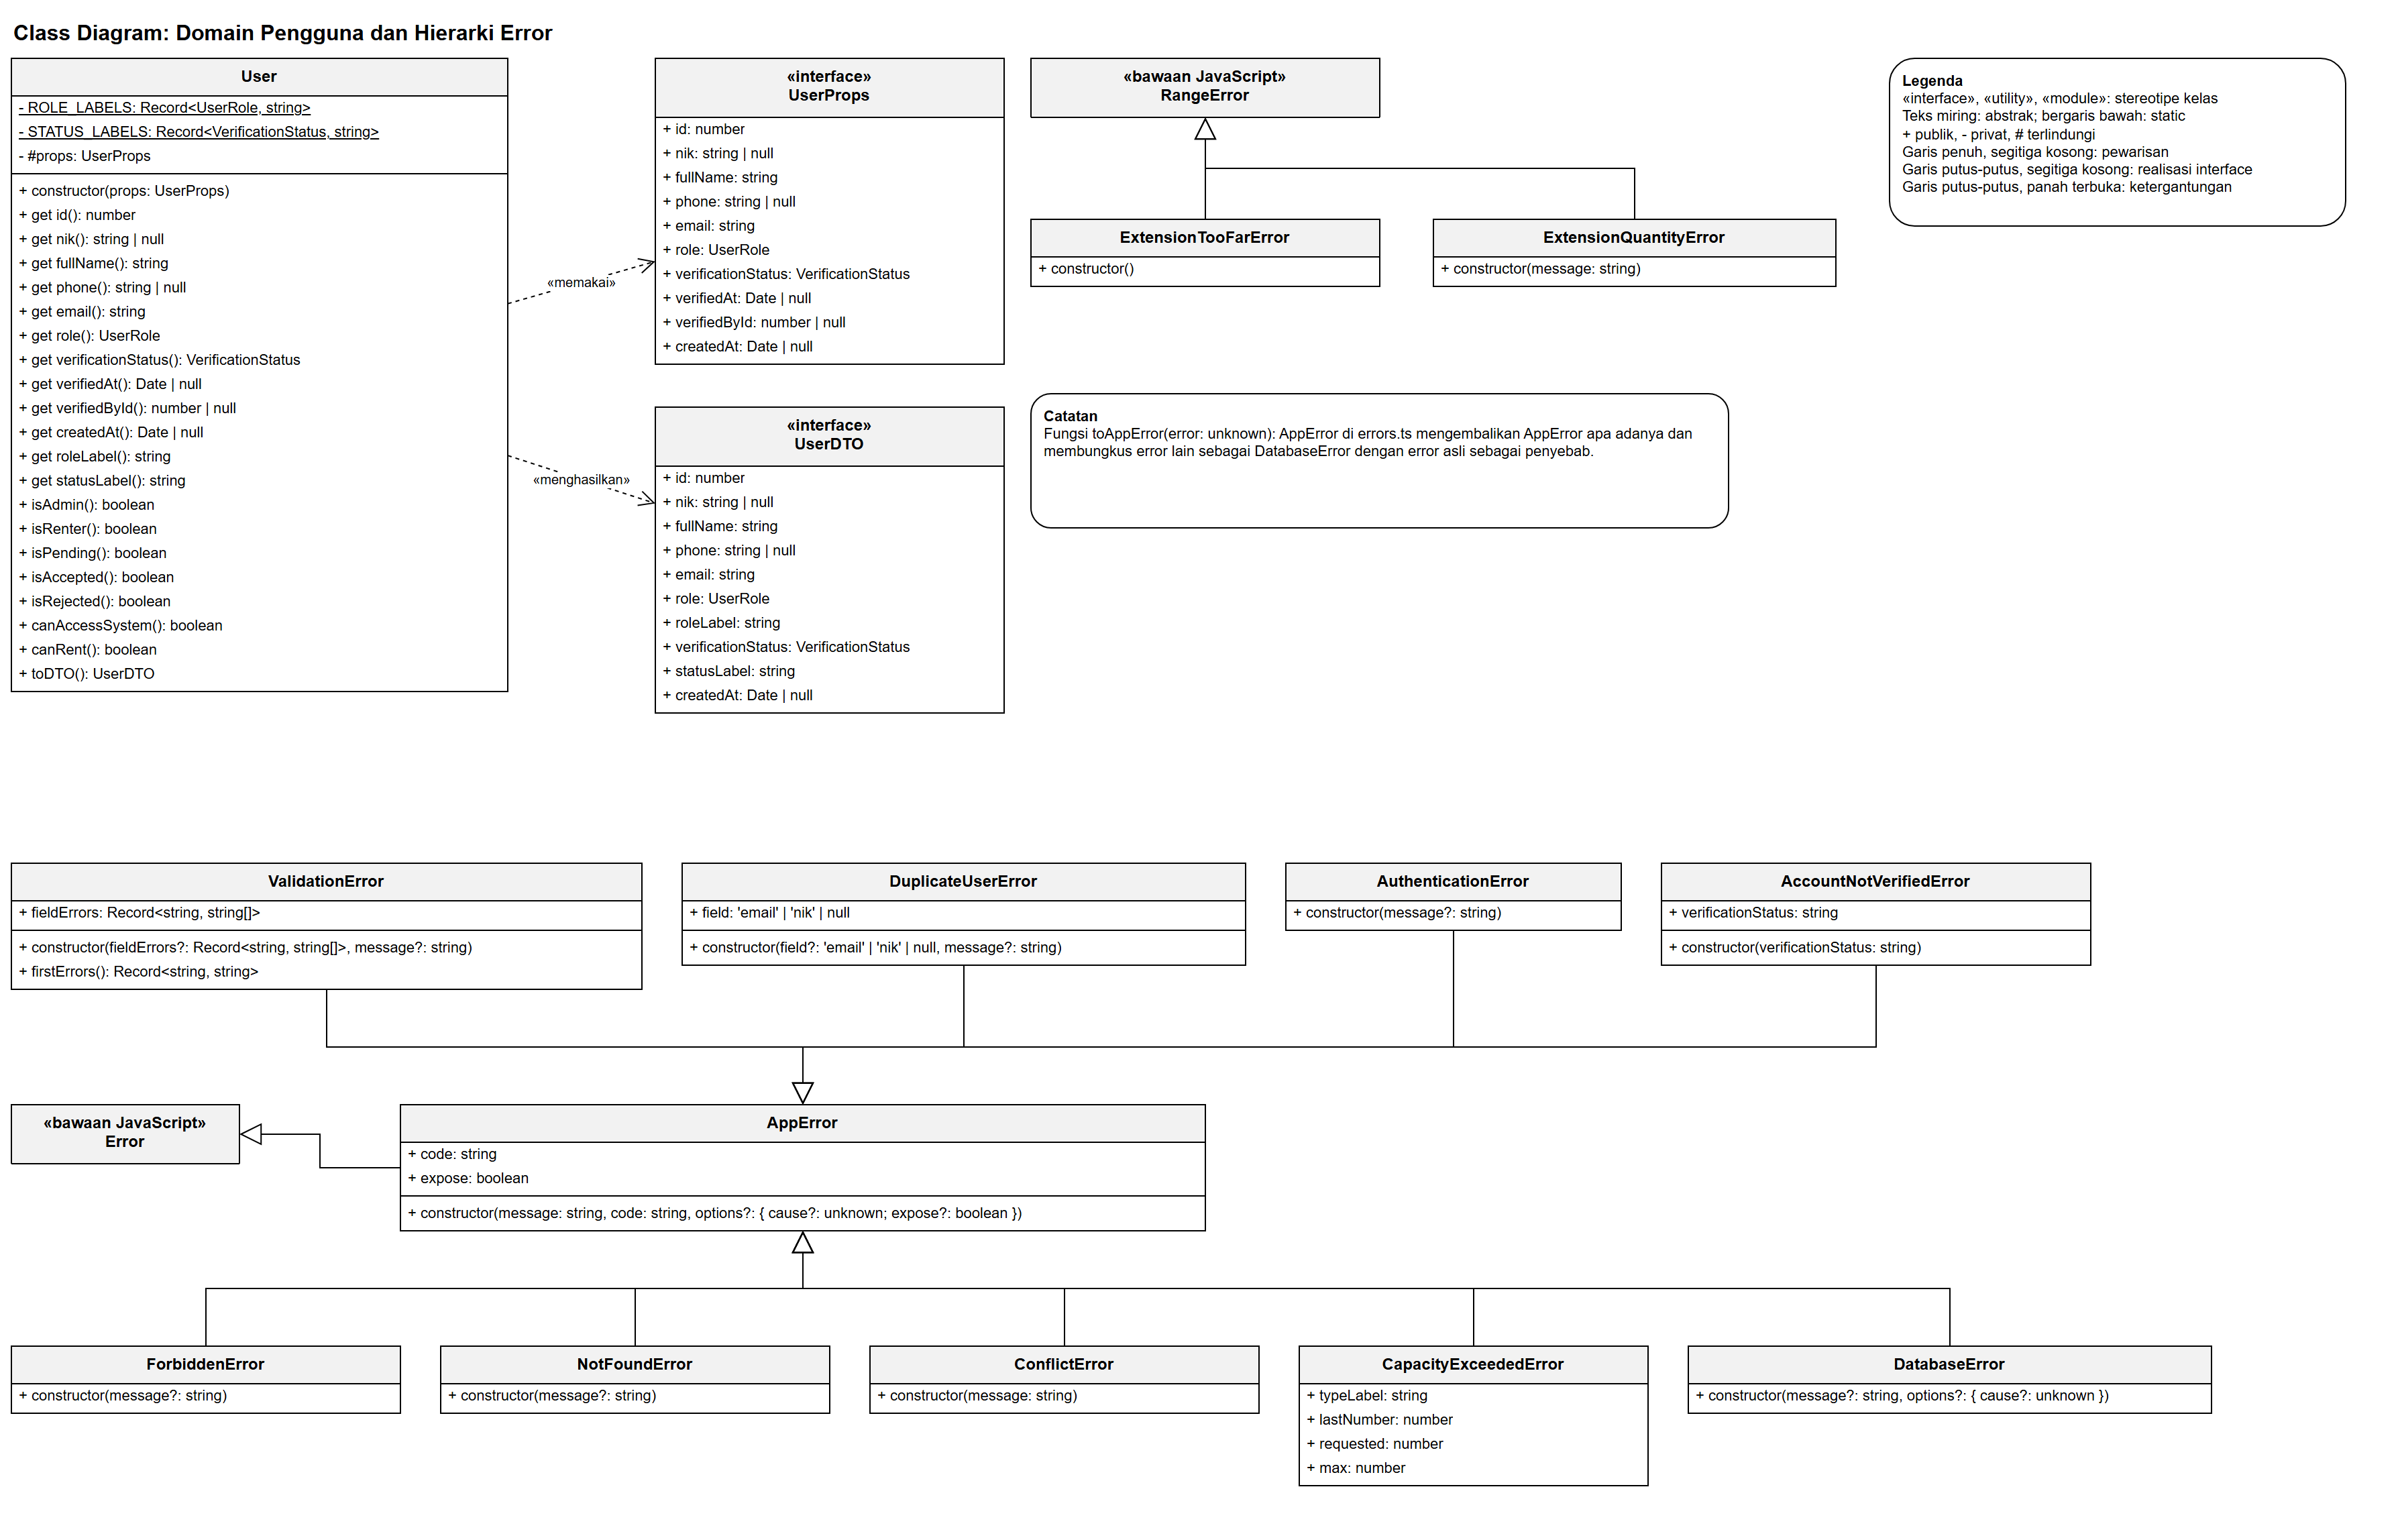 Class Diagram: Domain Pengguna dan Hierarki Error
User
- ROLE_LABELS: Record<UserRole, string>
- STATUS_LABELS: Record<VerificationStatus, string>
- #props: UserProps
+ constructor(props: UserProps)
+ get id(): number
+ get nik(): string | null
+ get fullName(): string
+ get phone(): string | null
+ get email(): string
+ get role(): UserRole
+ get verificationStatus(): VerificationStatus
+ get verifiedAt(): Date | null
+ get verifiedById(): number | null
+ get createdAt(): Date | null
+ get roleLabel(): string
+ get statusLabel(): string
+ isAdmin(): boolean
+ isRenter(): boolean
+ isPending(): boolean
+ isAccepted(): boolean
+ isRejected(): boolean
+ canAccessSystem(): boolean
+ canRent(): boolean
+ toDTO(): UserDTO
«memakai»
«menghasilkan»
«interface»
UserProps
+ id: number
+ nik: string | null
+ fullName: string
+ phone: string | null
+ email: string
+ role: UserRole
+ verificationStatus: VerificationStatus
+ verifiedAt: Date | null
+ verifiedById: number | null
+ createdAt: Date | null
«interface»
UserDTO
+ id: number
+ nik: string | null
+ fullName: string
+ phone: string | null
+ email: string
+ role: UserRole
+ roleLabel: string
+ verificationStatus: VerificationStatus
+ statusLabel: string
+ createdAt: Date | null
«bawaan JavaScript»
RangeError
ExtensionTooFarError
+ constructor()
ExtensionQuantityError
+ constructor(message: string)
Legenda
«interface», «utility», «module»: stereotipe kelas
Teks miring: abstrak; bergaris bawah: static
+ publik, - privat, # terlindungi
Garis penuh, segitiga kosong: pewarisan
Garis putus-putus, segitiga kosong: realisasi interface
Garis putus-putus, panah terbuka: ketergantungan
Catatan
Fungsi toAppError(error: unknown): AppError di errors.ts mengembalikan AppError apa adanya dan
membungkus error lain sebagai DatabaseError dengan error asli sebagai penyebab.
ValidationError
+ fieldErrors: Record<string, string[]>
+ constructor(fieldErrors?: Record<string, string[]>, message?: string)
+ firstErrors(): Record<string, string>
DuplicateUserError
+ field: 'email' | 'nik' | null
+ constructor(field?: 'email' | 'nik' | null, message?: string)
AuthenticationError
+ constructor(message?: string)
AccountNotVerifiedError
+ verificationStatus: string
+ constructor(verificationStatus: string)
«bawaan JavaScript»
Error
AppError
+ code: string
+ expose: boolean
+ constructor(message: string, code: string, options?: { cause?: unknown; expose?: boolean })
ForbiddenError
+ constructor(message?: string)
NotFoundError
+ constructor(message?: string)
ConflictError
+ constructor(message: string)
CapacityExceededError
+ typeLabel: string
+ lastNumber: number
+ requested: number
+ max: number
DatabaseError
+ constructor(message?: string, options?: { cause?: unknown })